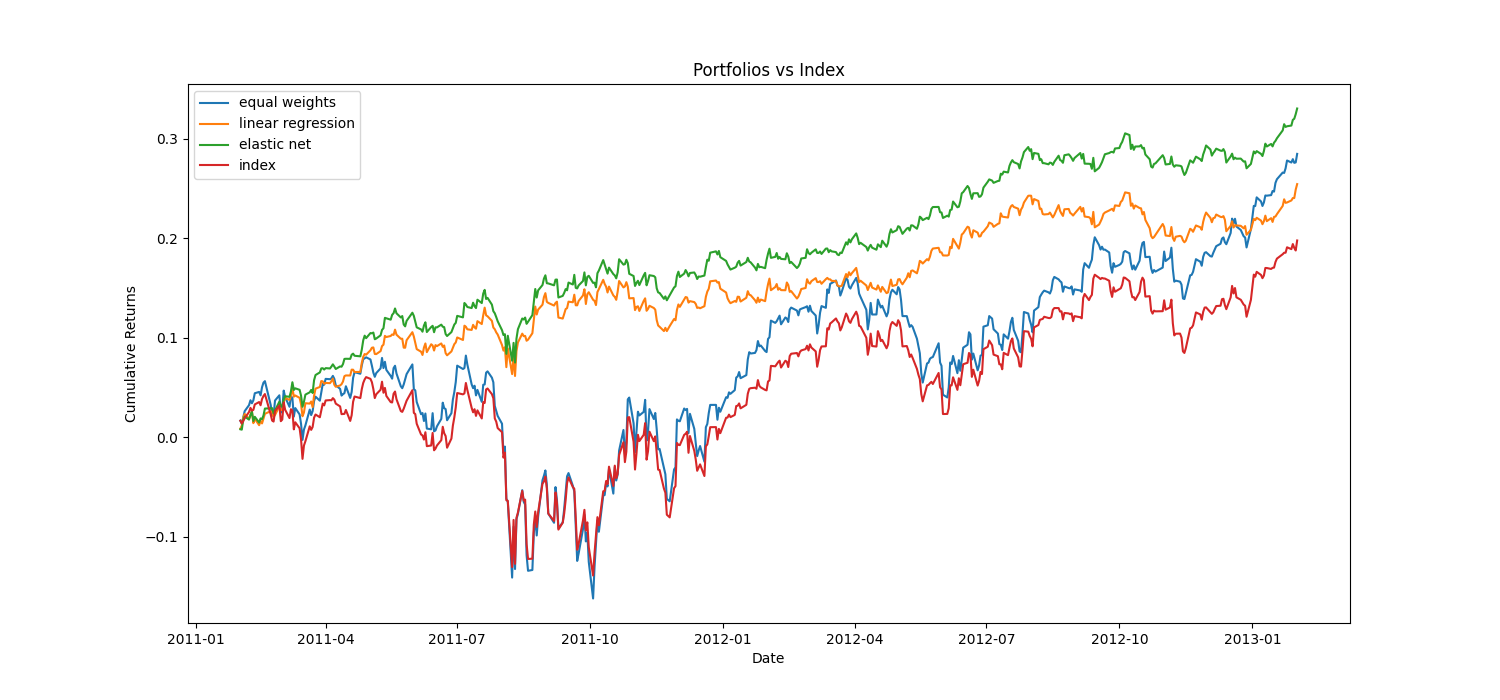 Portfolios vs Index
equal weights
linear regression
elastic net
index
Cumulative Returns
0.3
0.2
0.1
0.0
−0.1
2011-01 2011-04 2011-07 2011-10 2012-01 2012-04 2012-07 2012-10 2013-01
Date